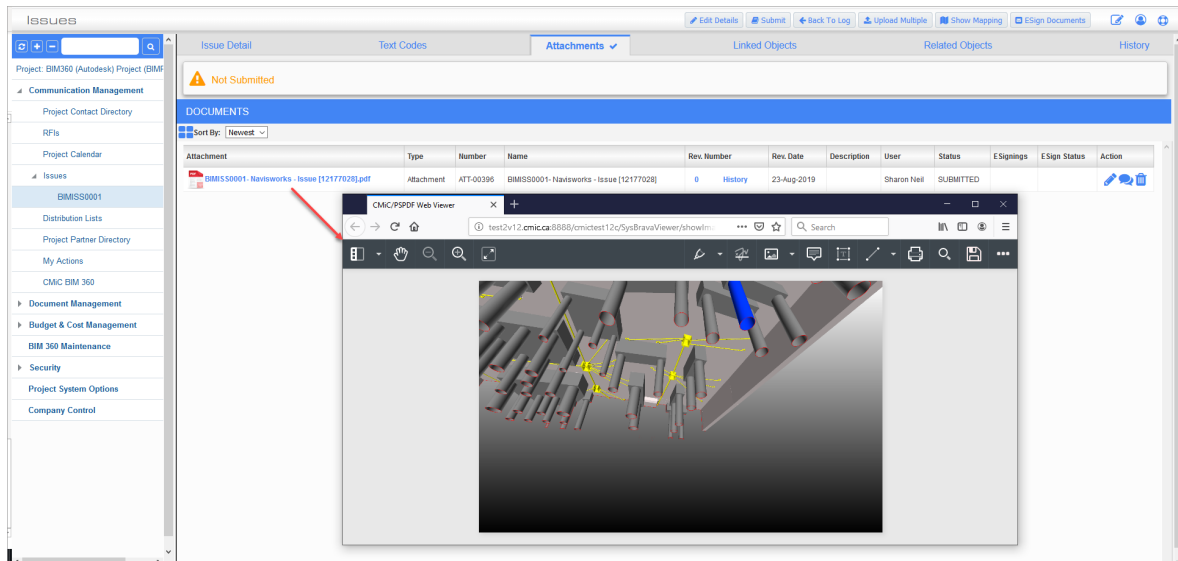 Issues
Edit Details Submit Back To Log Upload Multiple Show Mapping ESign Documents
Issue Detail Text Codes Attachments Linked Objects Related Objects History
Project: BIM360 (Autodesk) Project (BIMF
Communication Management
Project Contact Directory
RFIs
Project Calendar
Issues
BIMISS0001
Distribution Lists
Project Partner Directory
My Actions
CMiC BIM 360
Document Management
Budget & Cost Management
BIM 360 Maintenance
Security
Project System Options
Company Control
Not Submitted
DOCUMENTS
Sort By: Newest
Attachment Type Number Name Rev. Number Rev. Date Description User Status ESignings ESign Status Action
BIMISS0001- Navisworks - Issue [12177028].pdf Attachment ATT-00396 BIMISS0001- Navisworks - Issue [12177028] 0 History 23-Aug-2019 Sharon Neil SUBMITTED
CMiC/PSPDF Web Viewer
test2v12.cmic.ca:8888/cmictest12c/SysBravaViewer/showIm
Search